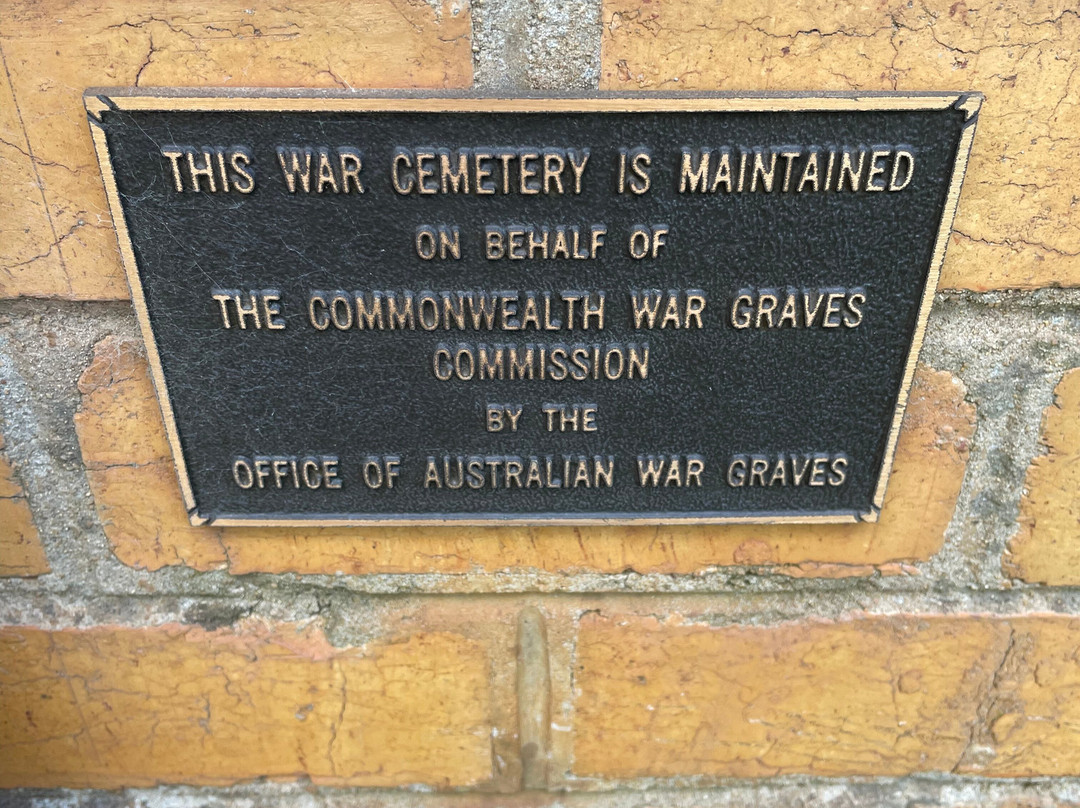 THIS WAR CEMETERY IS MAINTAINED
ON BEHALF OF
THE COMMONWEALTH WAR GRAVES
COMMISSION
BY THE
OFFICE OF AUSTRALIAN WAR GRAVES